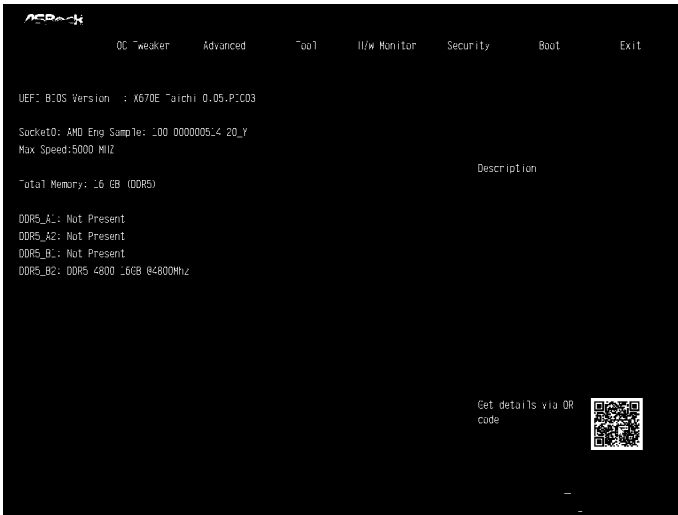 ASRock
OC Tweaker Advanced Tool H/W Monitor Security Boot Exit
UEFI BIOS Version : X670E Taichi 0.05.PIC03
Socket0: AMD Eng Sample: 100 000000514 20_Y
Max Speed:5000 MHZ
Description
Total Memory: 16 GB (DDR5)
DDR5_A1: Not Present
DDR5_A2: Not Present
DDR5_B1: Not Present
DDR5_B2: DDR5 4800 16GB @4800Mhz
Get details via QR
code